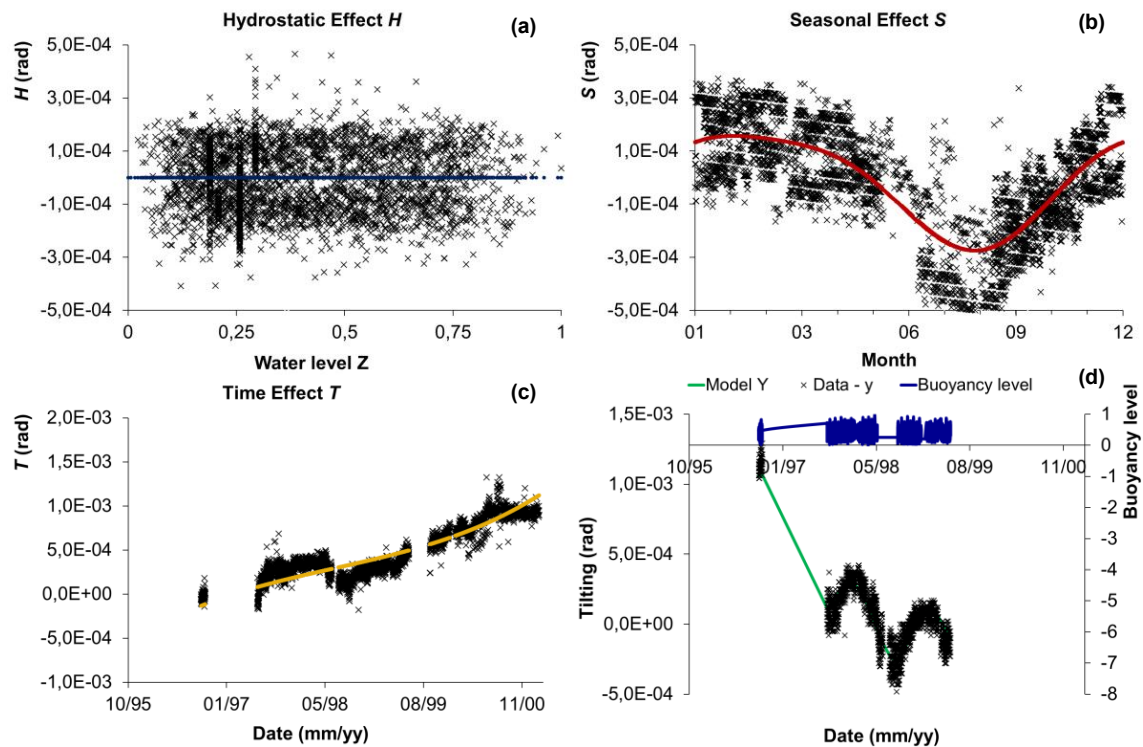 Hydrostatic Effect H
(a)
H (rad)
5,0E-04
3,0E-04
1,0E-04
-1,0E-04
-3,0E-04
-5,0E-04
0
0,25
0,5
0,75
1
Water level Z
Seasonal Effect S
(b)
S (rad)
5,0E-04
3,0E-04
1,0E-04
-1,0E-04
-3,0E-04
-5,0E-04
01
03
06
09
12
Month
Time Effect T
(c)
T (rad)
2,0E-03
1,5E-03
1,0E-03
5,0E-04
0,0E+00
-5,0E-04
-1,0E-03
10/95
01/97
05/98
08/99
11/00
Date (mm/yy)
Model Y
Data - y
Buoyancy level
(d)
Tilting (rad)
1,5E-03
1,0E-03
5,0E-04
0,0E+00
-5,0E-04
10/95
01/97
05/98
08/99
11/00
1
0
-1
-2
-3
-4
-5
-6
-7
-8
Buoyancy level
Date (mm/yy)